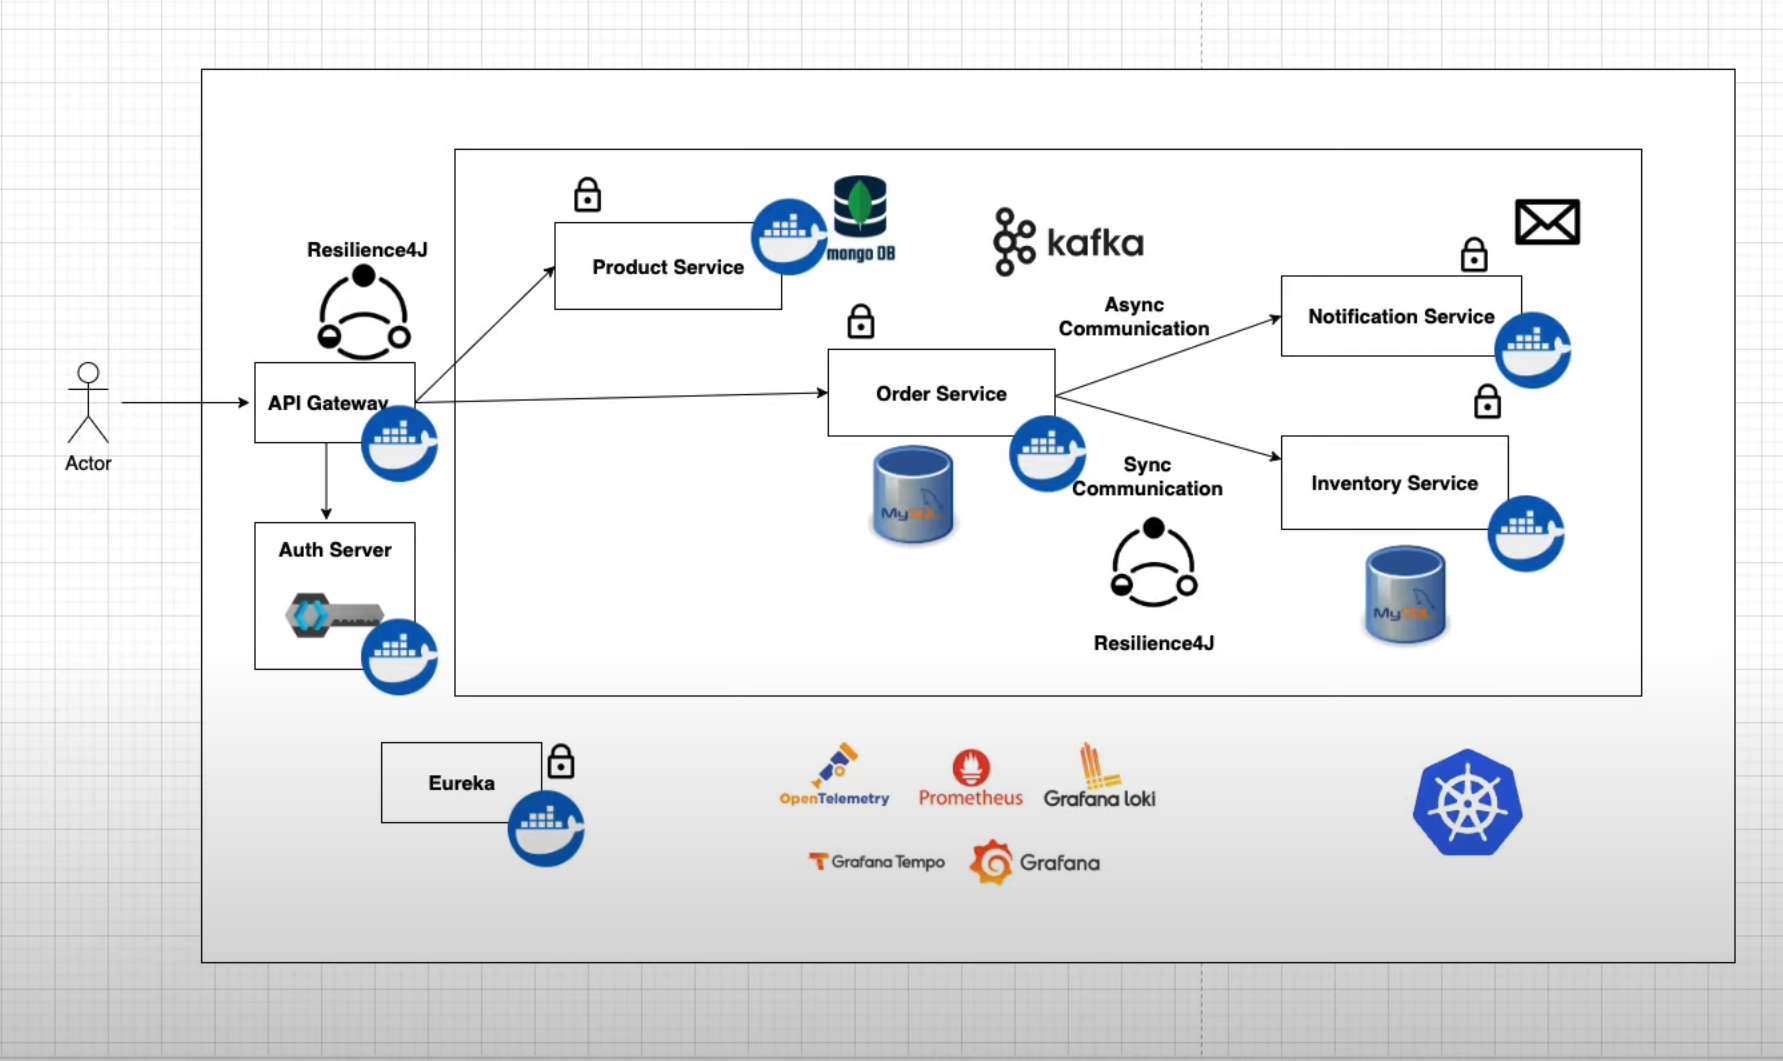 Resilience4J
API Gateway
Actor
Auth Server
Product Service
mongo DB
kafka
Async
Communication
Notification Service
Order Service
MySQL
Sync
Communication
Inventory Service
MySQL
Resilience4J
Eureka
OpenTelemetry
Prometheus
Grafana loki
Grafana Tempo
Grafana